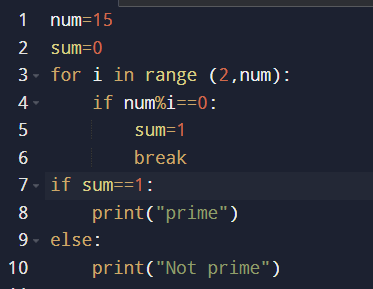 1 num=15
2 sum=0
3 for i in range (2,num):
4 if num%i==0:
5 sum=1
6 break
7 if sum==1:
8 print("prime")
9 else:
10 print("Not prime")